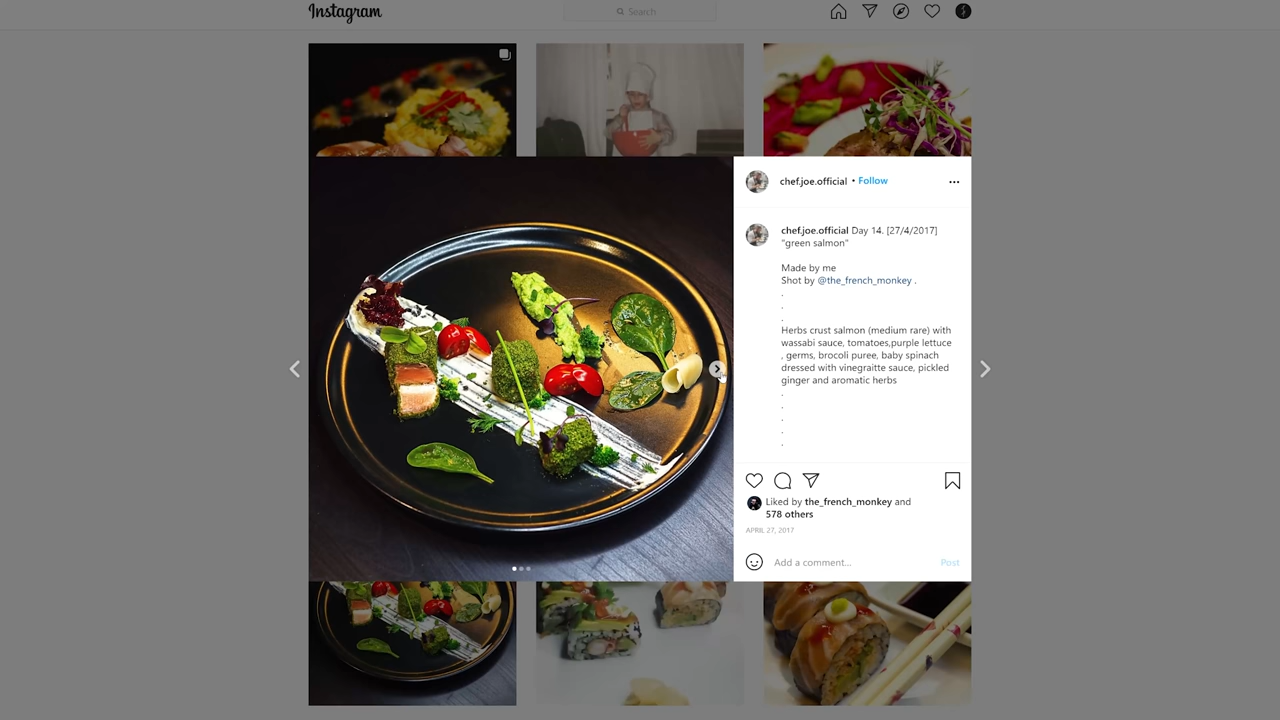 Instagram
Search
chef.joe.official • Follow
chef.joe.official Day 14. [27/4/2017]
"green salmon"
Made by me
Shot by @the_french_monkey .
.
.
.
Herbs crust salmon (medium rare) with
wassabi sauce, tomatoes,purple lettuce
, germs, brocoli puree, baby spinach
dressed with vinegraitte sauce, pickled
ginger and aromatic herbs
.
.
.
.
.
Liked by the_french_monkey and
578 others
APRIL 27, 2017
Add a comment...
Post